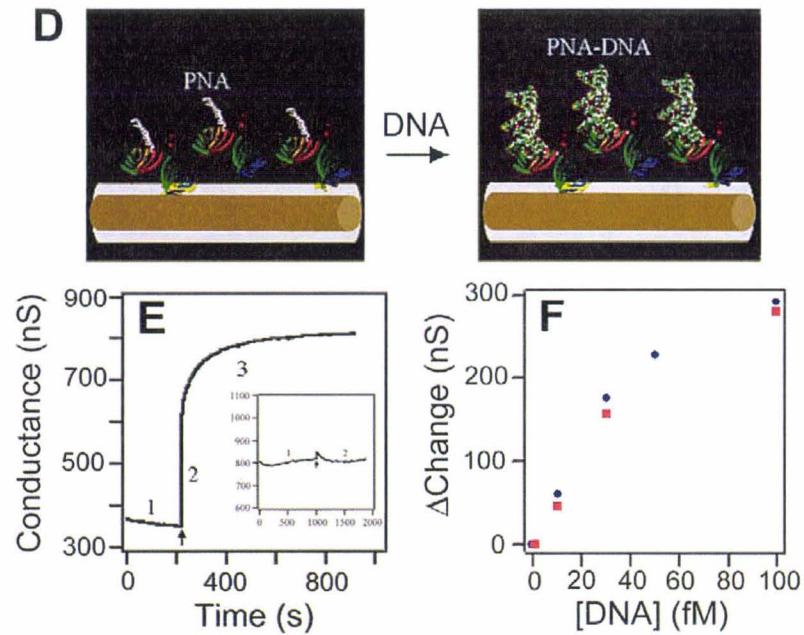 D
PNA
DNA
PNA-DNA
E
Conductance (nS)
900
700
500
300
1
2
3
0 400 800
Time (s)
1100
1000
900
800
700
600
1 2
0 500 1000 1500 2000
F
ΔChange (nS)
300
200
100
0
0 20 40 60 80 100
[DNA] (fM)